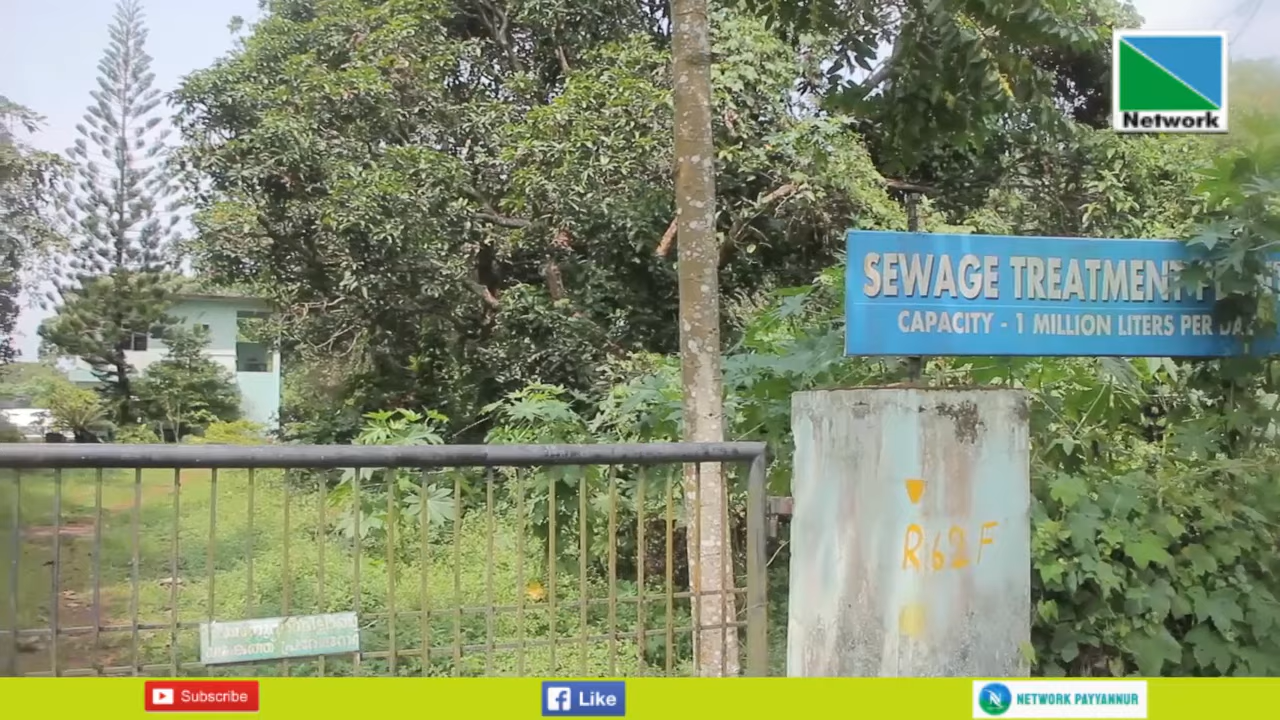 Network
SEWAGE TREATMENT
CAPACITY - 1 MILLION LITERS PER
R62F
Subscribe
Like
NETWORK PAYYANNUR